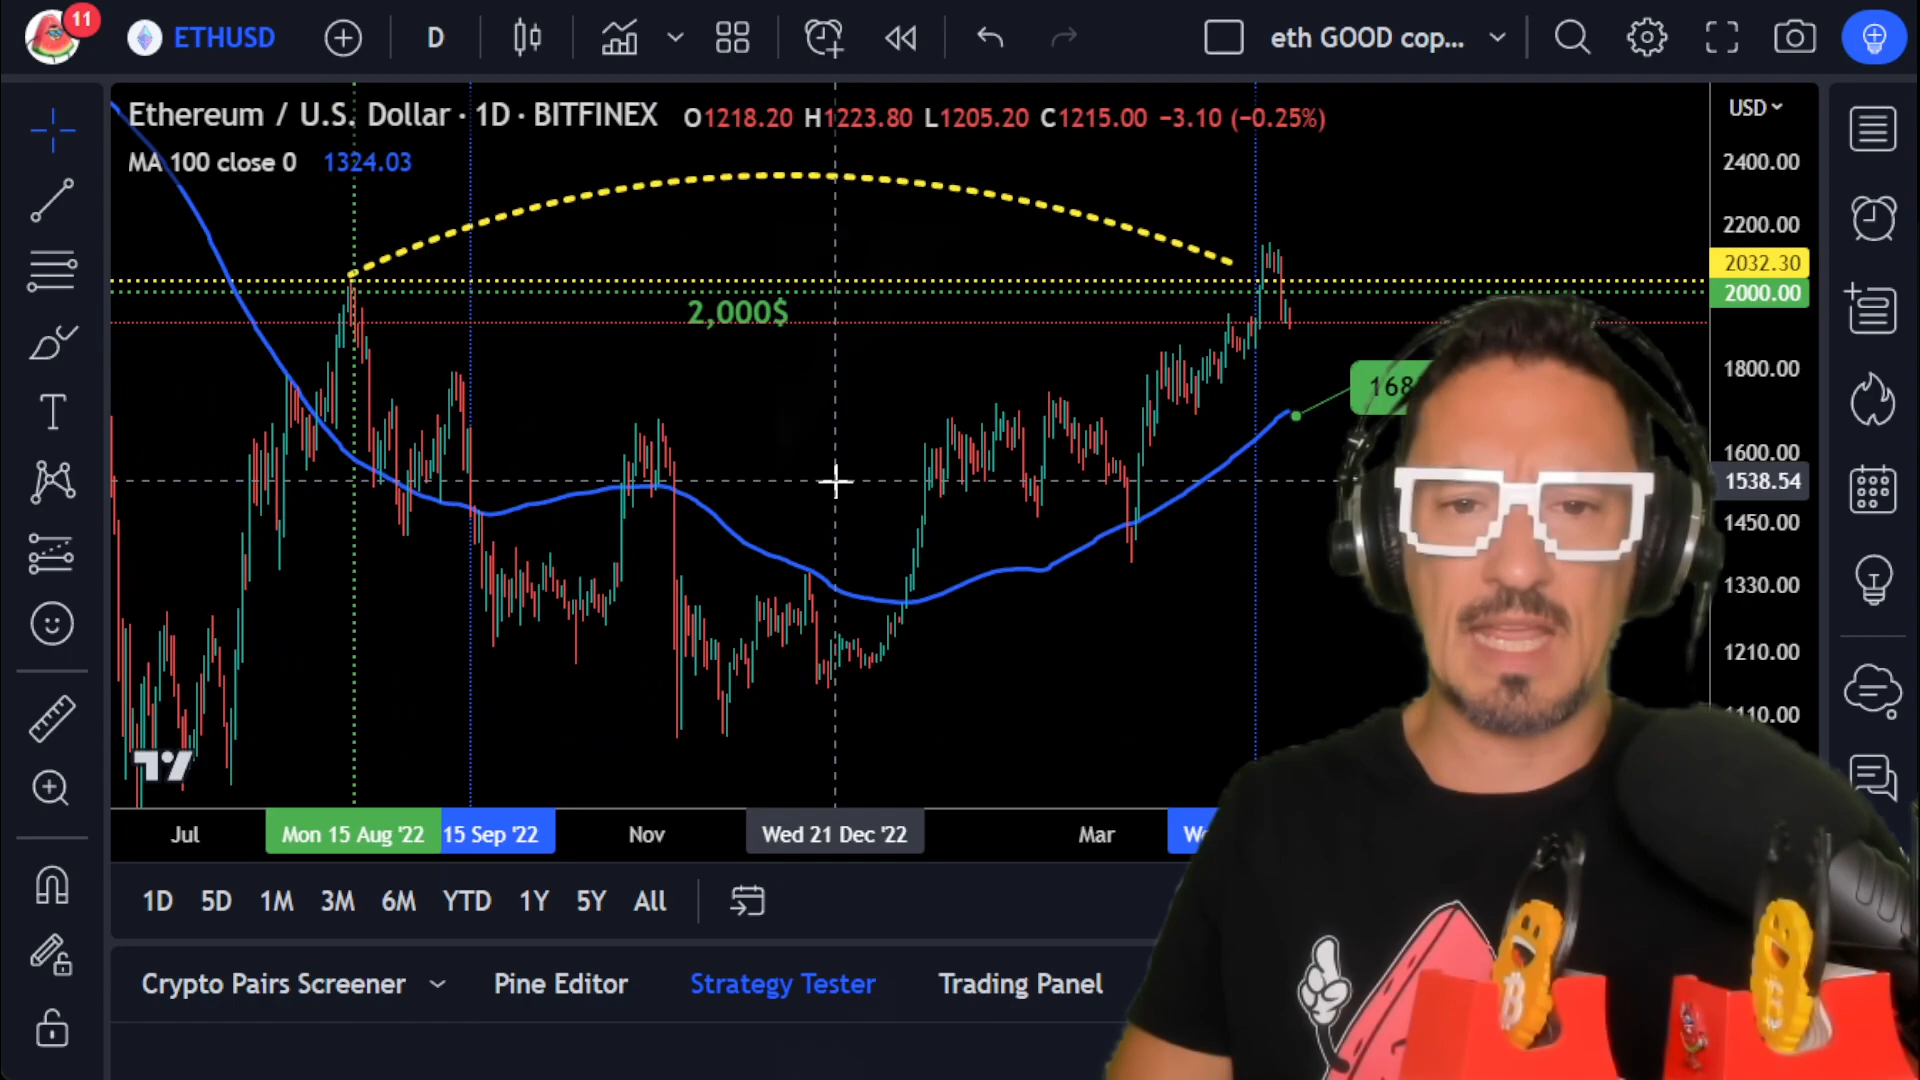 11
ETHUSD
D
eth GOOD cop...
Ethereum / U.S. Dollar · 1D · BITFINEX O1218.20 H1223.80 L1205.20 C1215.00 −3.10 (−0.25%)
MA 100 close 0 1324.03
USD
2400.00
2200.00
2032.30
2000.00
2,000$
1800.00
168
1600.00
1538.54
1450.00
1330.00
1210.00
1110.00
Jul
Mon 15 Aug '22
15 Sep '22
Nov
Wed 21 Dec '22
Mar
1D 5D 1M 3M 6M YTD 1Y 5Y All
Crypto Pairs Screener
Pine Editor
Strategy Tester
Trading Panel